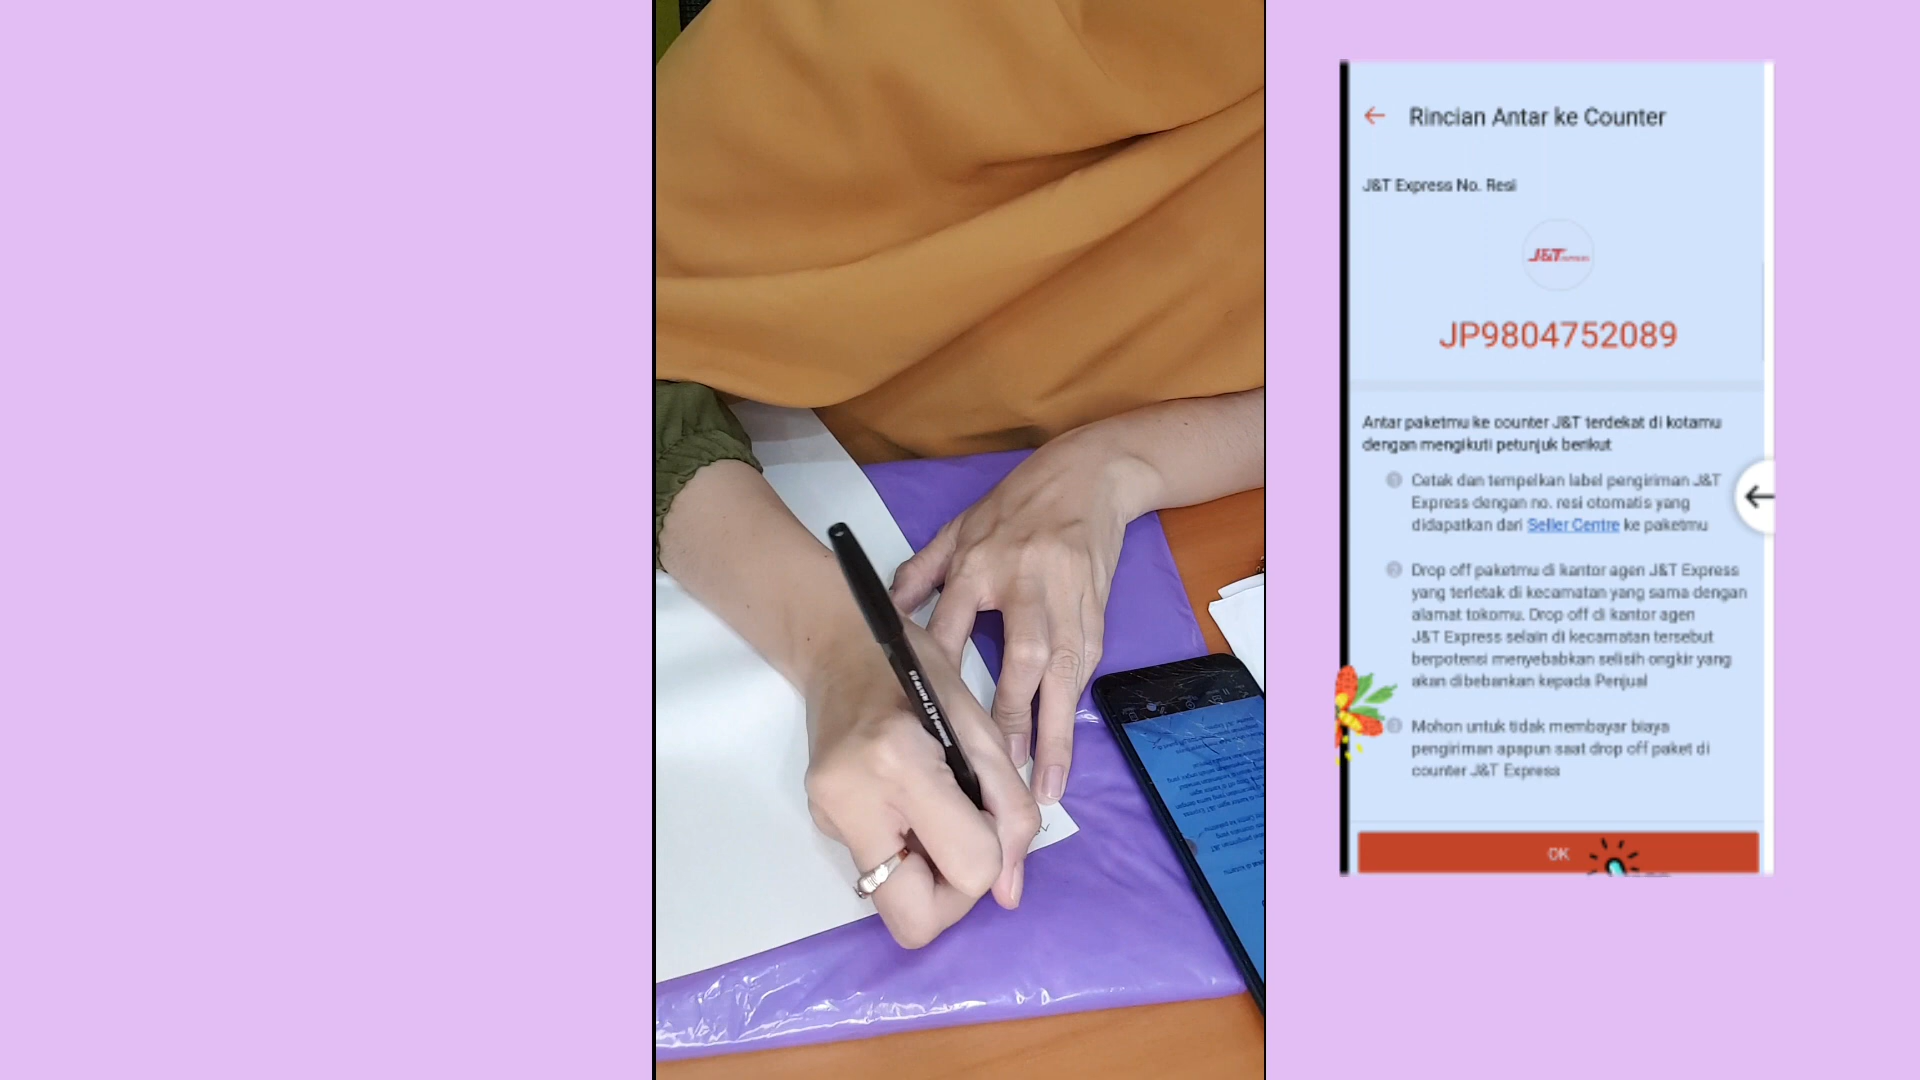 Rincian Antar ke Counter
J&T Express No. Resi
J&T EXPRESS
JP9804752089
Antar paketmu ke counter J&T terdekat di kotamu
dengan mengikuti petunjuk berikut
1 Cetak dan tempelkan label pengiriman J&T
Express dengan no. resi otomatis yang
didapatkan dari Seller Centre ke paketmu
2 Drop off paketmu di kantor agen J&T Express
yang terletak di kecamatan yang sama dengan
alamat tokomu. Drop off di kantor agen
J&T Express selain di kecamatan tersebut
berpotensi menyebabkan selisih ongkir yang
akan dibebankan kepada Penjual
3 Mohon untuk tidak membayar biaya
pengiriman apapun saat drop off paket di
counter J&T Express
OK